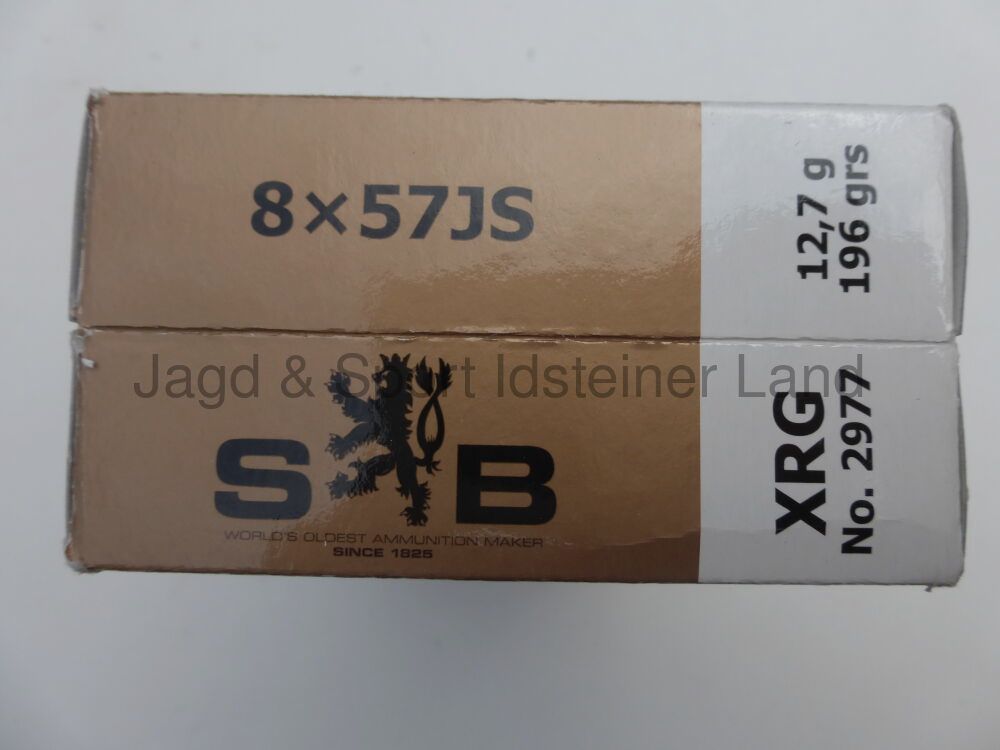 8×57JS
12,7 g
196 grs
Jagd & Sport Idsteiner Land
S B
WORLD'S OLDEST AMMUNITION MAKER
SINCE 1825
XRG
No. 2977